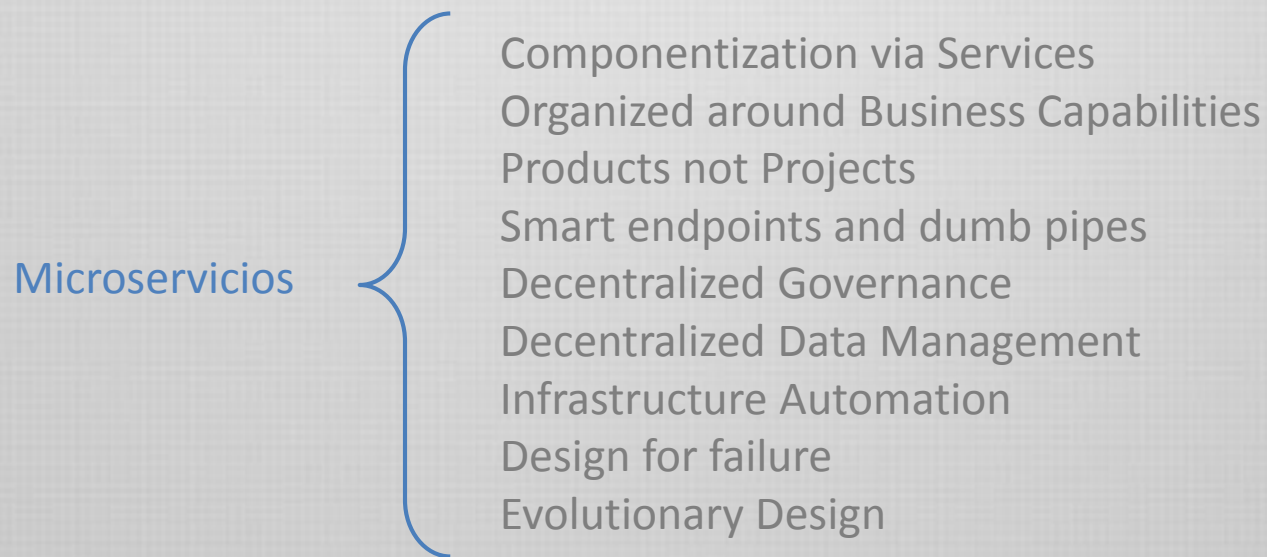 Microservicios
Componentization via Services
Organized around Business Capabilities
Products not Projects
Smart endpoints and dumb pipes
Decentralized Governance
Decentralized Data Management
Infrastructure Automation
Design for failure
Evolutionary Design